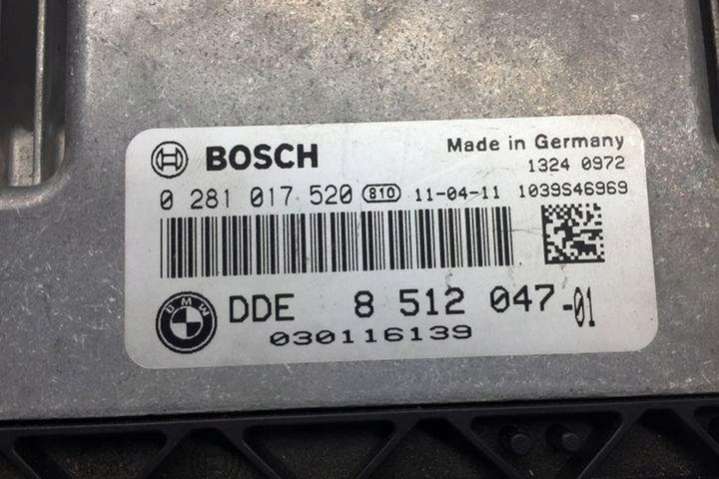 BOSCH Made in Germany
1324 0972
0 281 017 520 810 11-04-11 1039S46969
BMW DDE 8 512 047-01
030116139